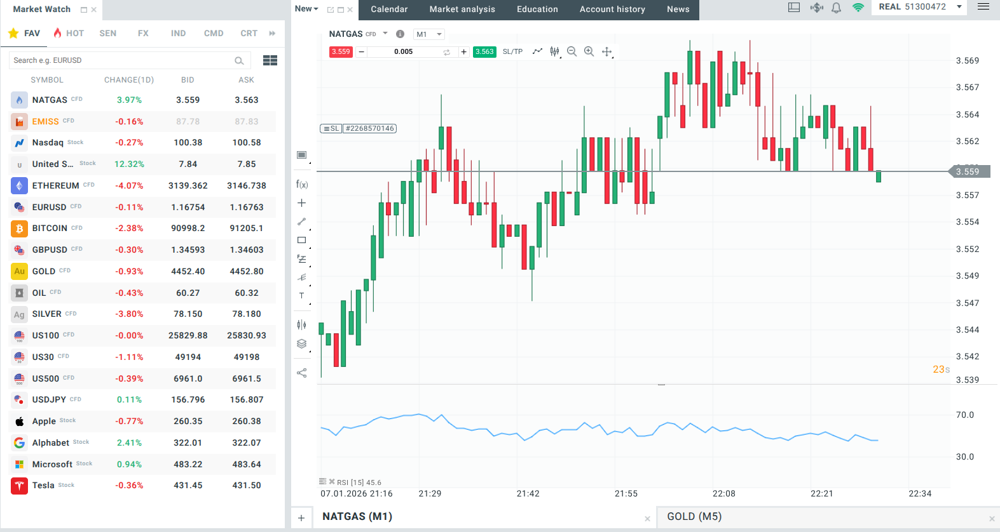 Market Watch
FAV HOT SEN FX IND CMD CRT
Search e.g. EURUSD
SYMBOL CHANGE(1D) BID ASK
NATGAS CFD 3.97% 3.559 3.563
EMISS CFD -0.16% 87.78 87.83
Nasdaq Stock -0.27% 100.38 100.58
United S... Stock 12.32% 7.84 7.85
ETHEREUM CFD -4.07% 3139.362 3146.738
EURUSD CFD -0.11% 1.16754 1.16763
BITCOIN CFD -2.38% 90998.2 91205.1
GBPUSD CFD -0.30% 1.34593 1.34603
Au GOLD CFD -0.93% 4452.40 4452.80
OIL CFD -0.43% 60.27 60.32
Ag SILVER CFD -3.80% 78.150 78.180
100 US100 CFD -0.00% 25829.88 25830.93
30 US30 CFD -1.11% 49194 49198
500 US500 CFD -0.39% 6961.0 6961.5
USDJPY CFD 0.11% 156.796 156.807
Apple Stock -0.77% 260.35 260.38
Alphabet Stock 2.41% 322.01 322.07
Microsoft Stock 0.94% 483.22 483.64
Tesla Stock -0.36% 431.45 431.50
New Calendar Market analysis Education Account history News REAL 51300472
NATGAS CFD M1
3.559 − 0.005 + 3.563 SL/TP
SL #2268570146
f(x)
T
3.569
3.567
3.564
3.562
3.559
3.557
3.554
3.552
3.549
3.547
3.544
3.542
23s
3.539
70.0
30.0
RSI [15] 45.6
07.01.2026 21:16 21:29 21:42 21:55 22:08 22:21 22:34
+ NATGAS (M1) GOLD (M5)